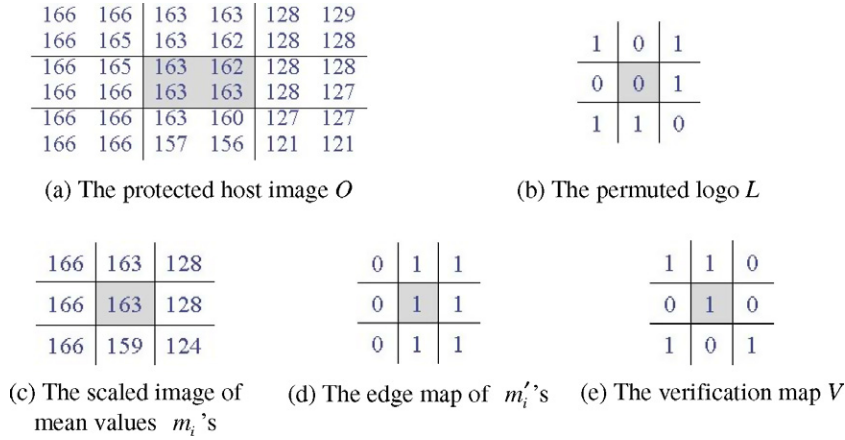 166 166 163 163 128 129
166 165 163 162 128 128
166 165 163 162 128 128
166 166 163 163 128 127
166 166 163 160 127 127
166 166 157 156 121 121
(a) The protected host image O
1 0 1
0 0 1
1 1 0
(b) The permuted logo L
166 163 128
166 163 128
166 159 124
(c) The scaled image of
mean values m_i's
0 1 1
0 1 1
0 1 1
(d) The edge map of m_i′'s
1 1 0
0 1 0
1 0 1
(e) The verification map V